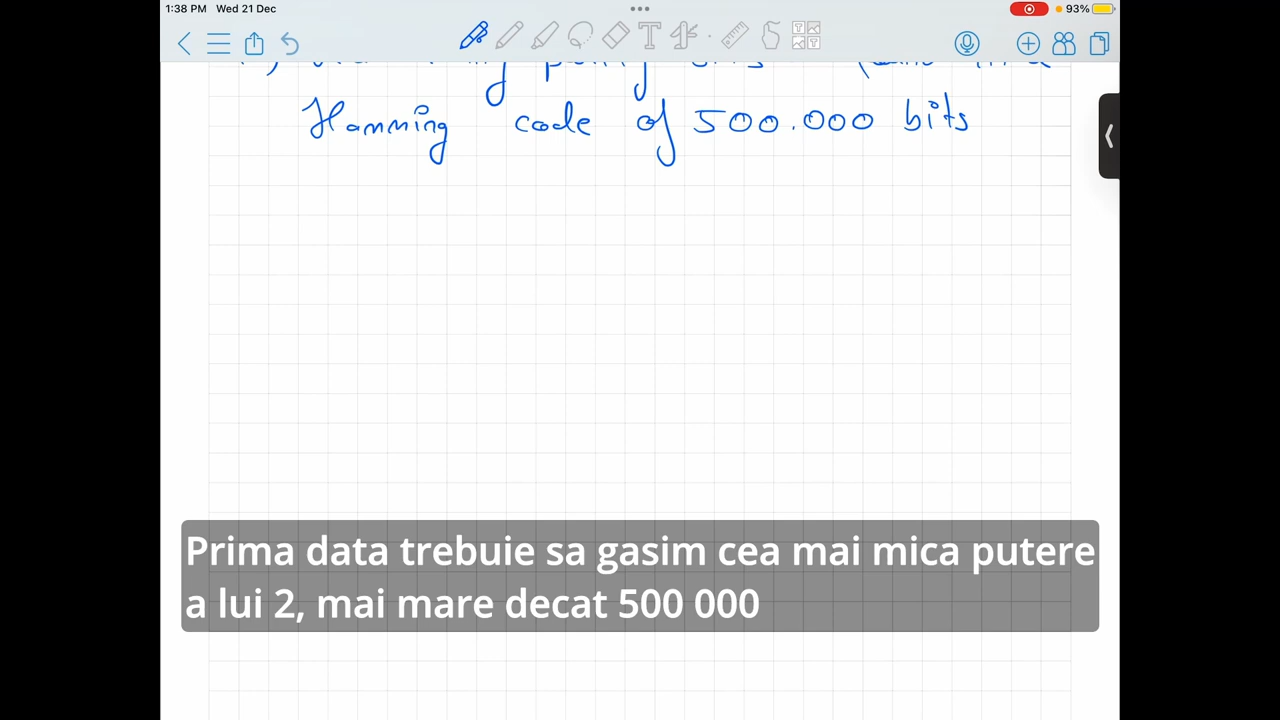 1:38 PM Wed 21 Dec
93%
Hamming code of 500.000 bits
Prima data trebuie sa gasim cea mai mica putere
a lui 2, mai mare decat 500 000